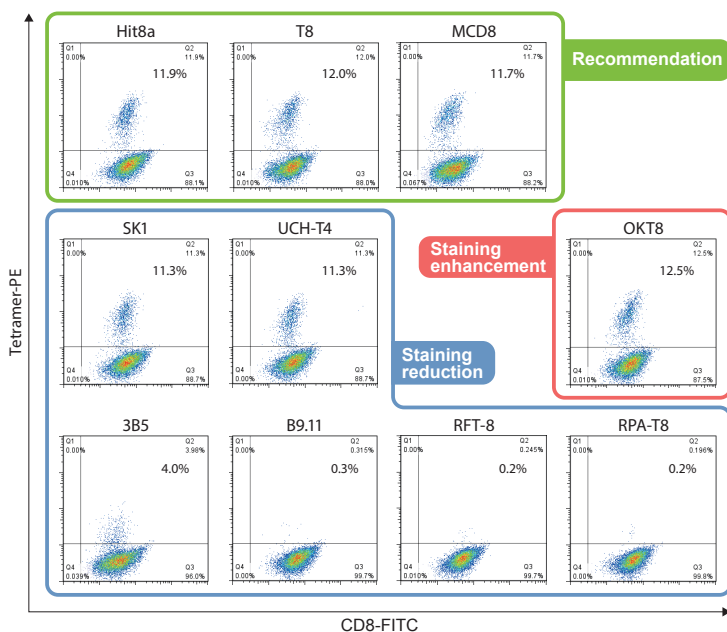 Hit8a
T8
MCD8
Q1
0.00%
Q2
11.9%
11.9%
Q4
0.010%
Q3
88.1%
Q1
0.00%
Q2
12.0%
12.0%
Q4
0.010%
Q3
88.0%
Q1
0.00%
Q2
11.7%
11.7%
Q4
0.067%
Q3
88.2%
Recommendation
SK1
UCH-T4
OKT8
Q1
0.00%
Q2
11.3%
11.3%
Q4
0.010%
Q3
88.7%
Q1
0.00%
Q2
11.3%
11.3%
Q4
0.00%
Q3
88.7%
Staining
enhancement
Staining
reduction
Q1
0.00%
Q2
12.5%
12.5%
Q4
0.010%
Q3
87.5%
3B5
B9.11
RFT-8
RPA-T8
Q1
0.00%
Q2
3.98%
4.0%
Q4
0.039%
Q3
96.0%
Q1
0.00%
Q2
0.315%
0.3%
Q4
0.00%
Q3
99.7%
Q1
0.00%
Q2
0.245%
0.2%
Q4
0.010%
Q3
99.7%
Q1
0.00%
Q2
0.196%
0.2%
Q4
0.00%
Q3
99.8%
Tetramer-PE
CD8-FITC